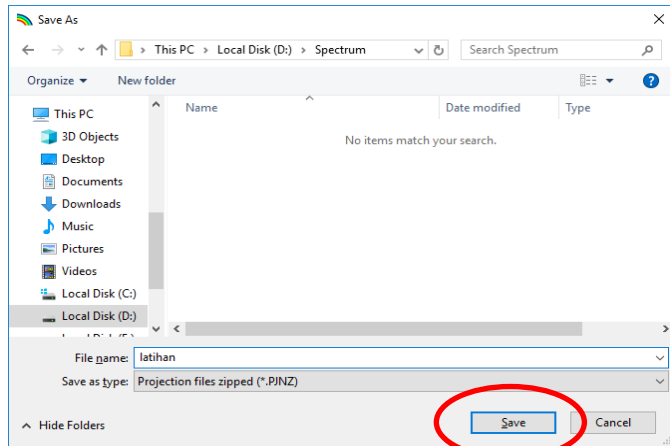 Save As
This PC > Local Disk (D:) > Spectrum
Search Spectrum
Organize
New folder
Name
Date modified
Type
No items match your search.
This PC
3D Objects
Desktop
Documents
Downloads
Music
Pictures
Videos
Local Disk (C:)
Local Disk (D:)
File name: latihan
Save as type: Projection files zipped (*.PJNZ)
Hide Folders
Save
Cancel